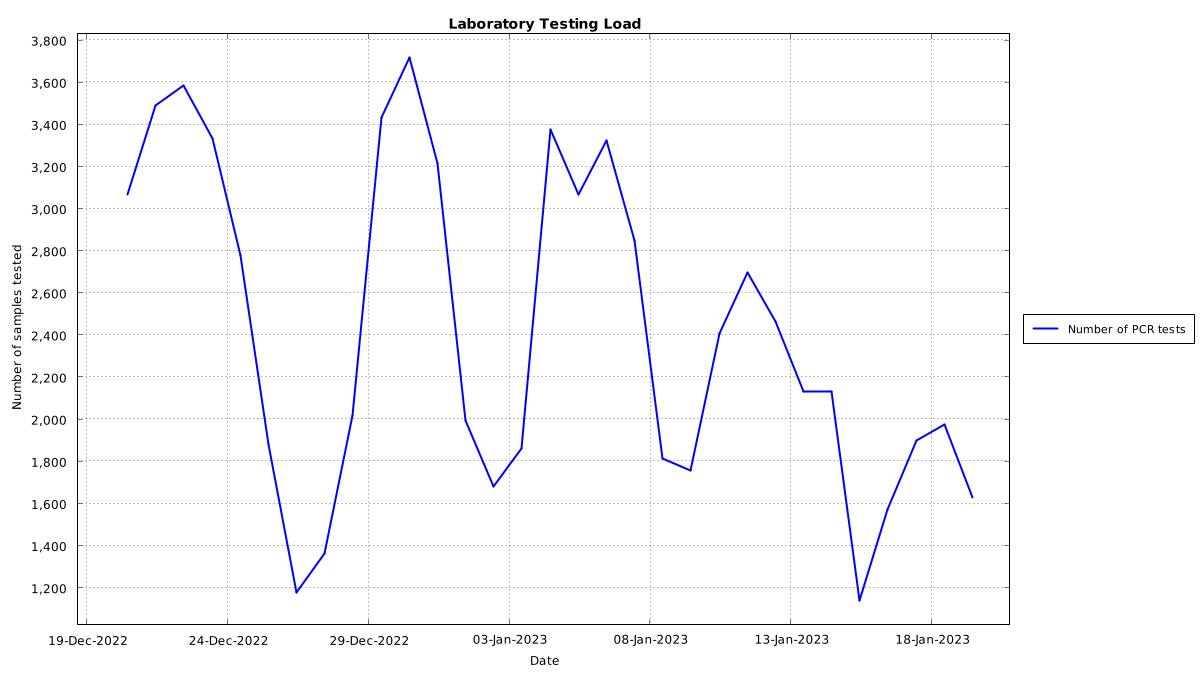 Laboratory Testing Load
3,800
3,600
3,400
3,200
3,000
2,800
2,600
2,400
2,200
2,000
1,800
1,600
1,400
1,200
Number of samples tested
19-Dec-2022 24-Dec-2022 29-Dec-2022 03-Jan-2023 08-Jan-2023 13-Jan-2023 18-Jan-2023
Date
Number of PCR tests